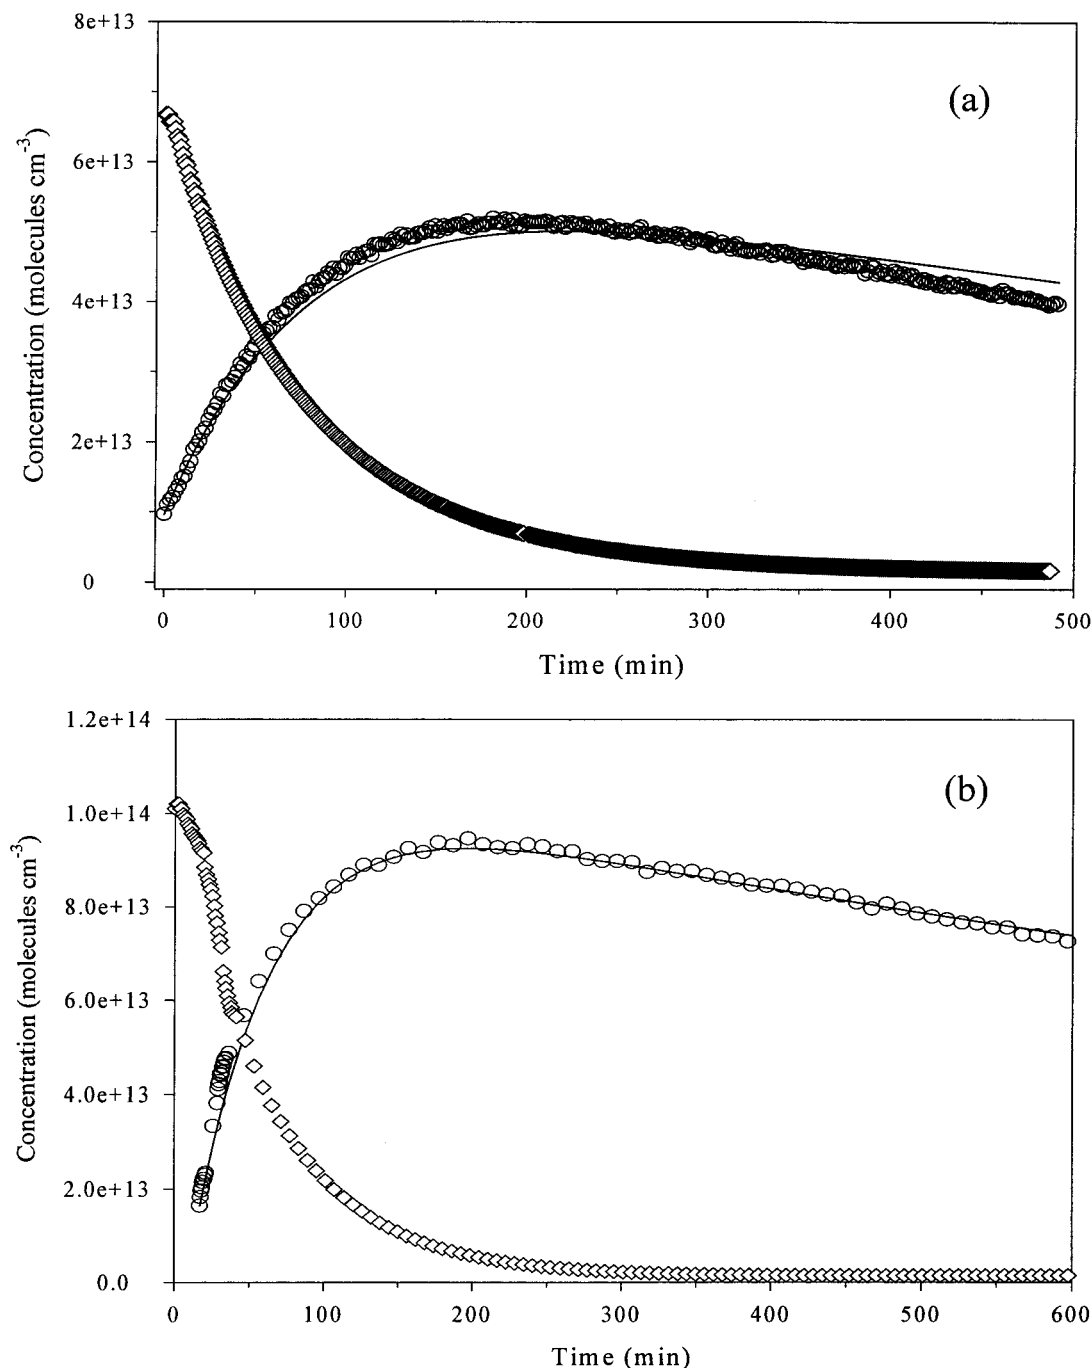 8e+13
(a)
6e+13
4e+13
2e+13
0
Concentration (molecules cm-3)
0 100 200 300 400 500
Time (min)
1.2e+14
(b)
1.0e+14
8.0e+13
6.0e+13
4.0e+13
2.0e+13
0.0
Concentration (molecules cm-3)
0 100 200 300 400 500 600
Time (min)